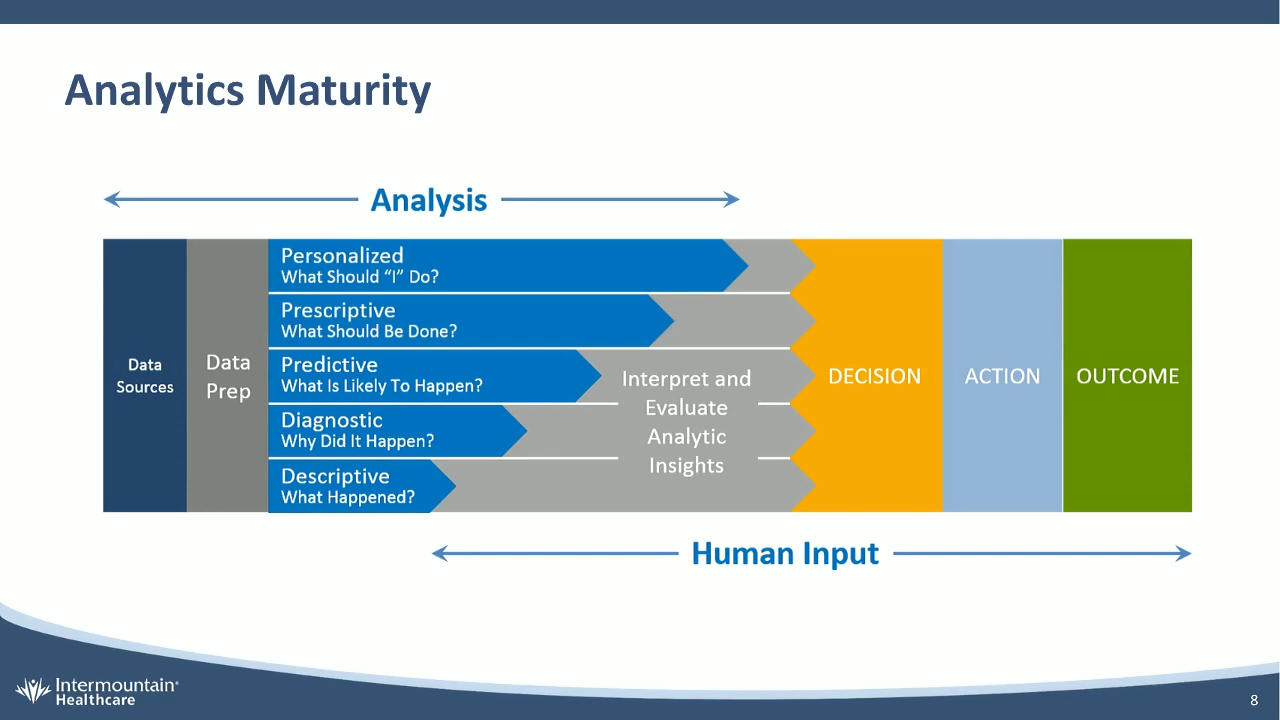 Analytics Maturity
Analysis
Personalized
What Should “I” Do?
Prescriptive
What Should Be Done?
Predictive
What Is Likely To Happen?
Diagnostic
Why Did It Happen?
Descriptive
What Happened?
Data
Sources
Data
Prep
Interpret and
Evaluate
Analytic
Insights
DECISION
ACTION
OUTCOME
Human Input
Intermountain
Healthcare
8